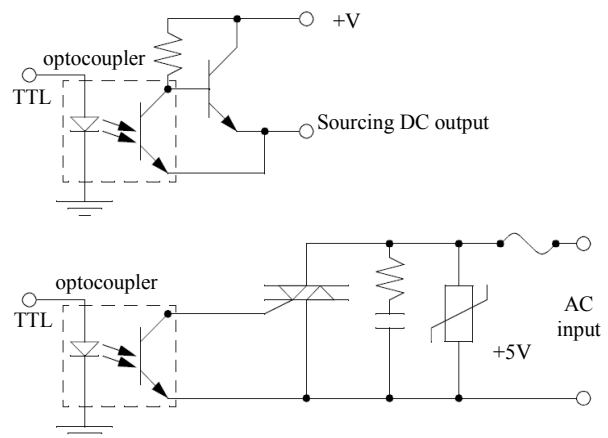 +V
optocoupler
TTL
Sourcing DC output
optocoupler
TTL
AC
input
+5V